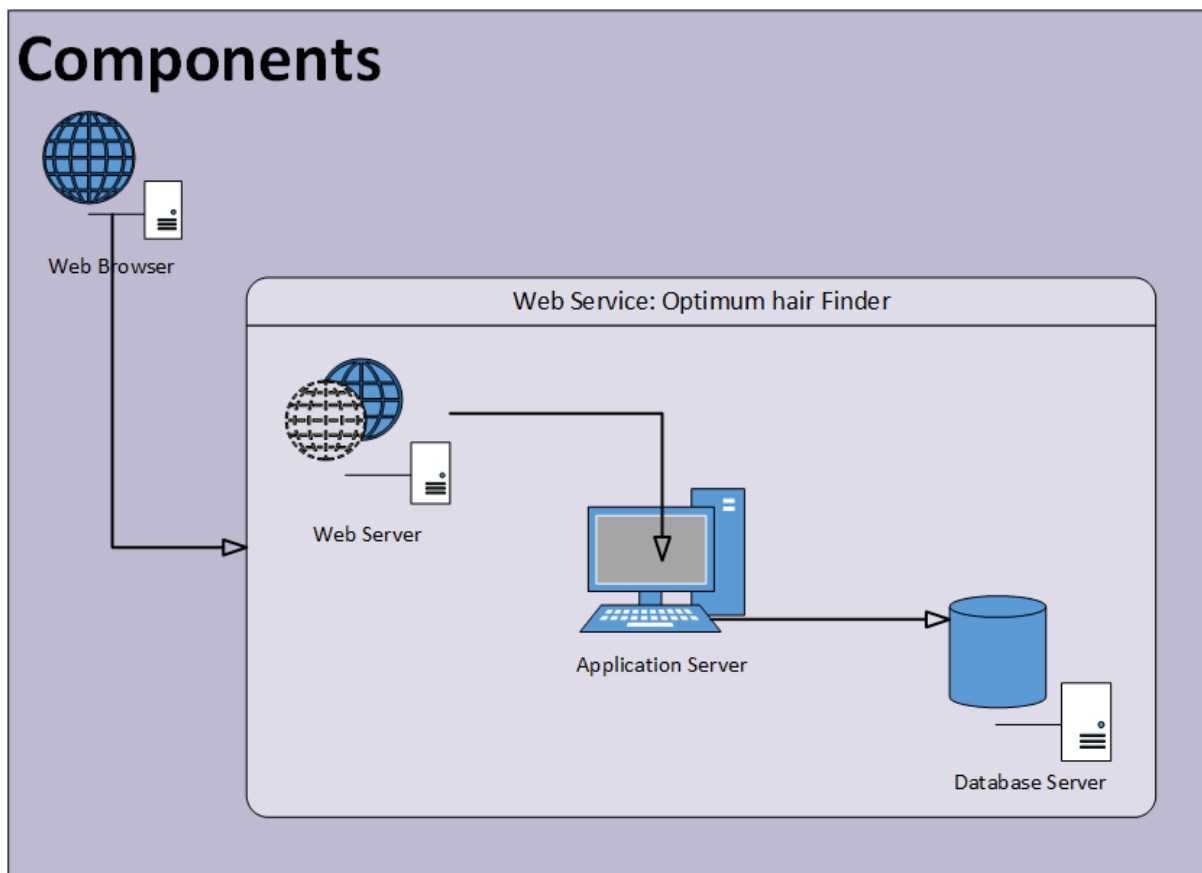 Components
Web Browser
Web Service: Optimum hair Finder
Web Server
Application Server
Database Server